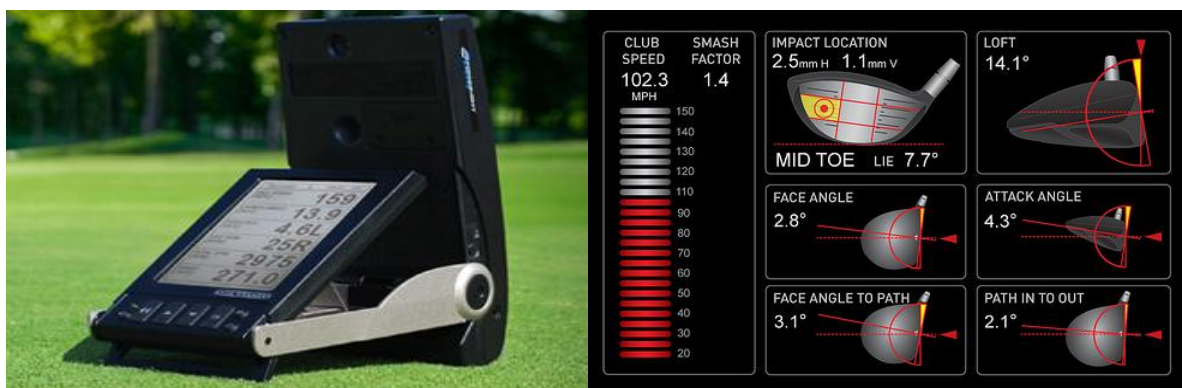 159
13.9
4.6L
25R
2975
271.0
CLUB SPEED
102.3
MPH
SMASH FACTOR
1.4
150
140
130
120
110
90
80
70
60
50
40
30
20
IMPACT LOCATION
2.5mm H 1.1mm V
MID TOE LIE 7.7°
LOFT
14.1°
FACE ANGLE
2.8°
ATTACK ANGLE
4.3°
FACE ANGLE TO PATH
3.1°
PATH IN TO OUT
2.1°